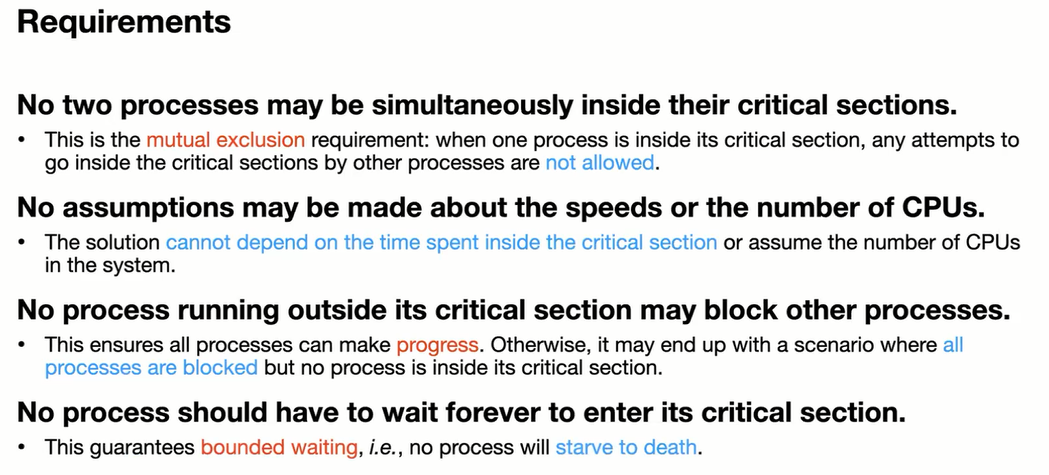 Requirements
No two processes may be simultaneously inside their critical sections.
• This is the mutual exclusion requirement: when one process is inside its critical section, any attempts to
go inside the critical sections by other processes are not allowed.
No assumptions may be made about the speeds or the number of CPUs.
• The solution cannot depend on the time spent inside the critical section or assume the number of CPUs
in the system.
No process running outside its critical section may block other processes.
• This ensures all processes can make progress. Otherwise, it may end up with a scenario where all
processes are blocked but no process is inside its critical section.
No process should have to wait forever to enter its critical section.
• This guarantees bounded waiting, i.e., no process will starve to death.